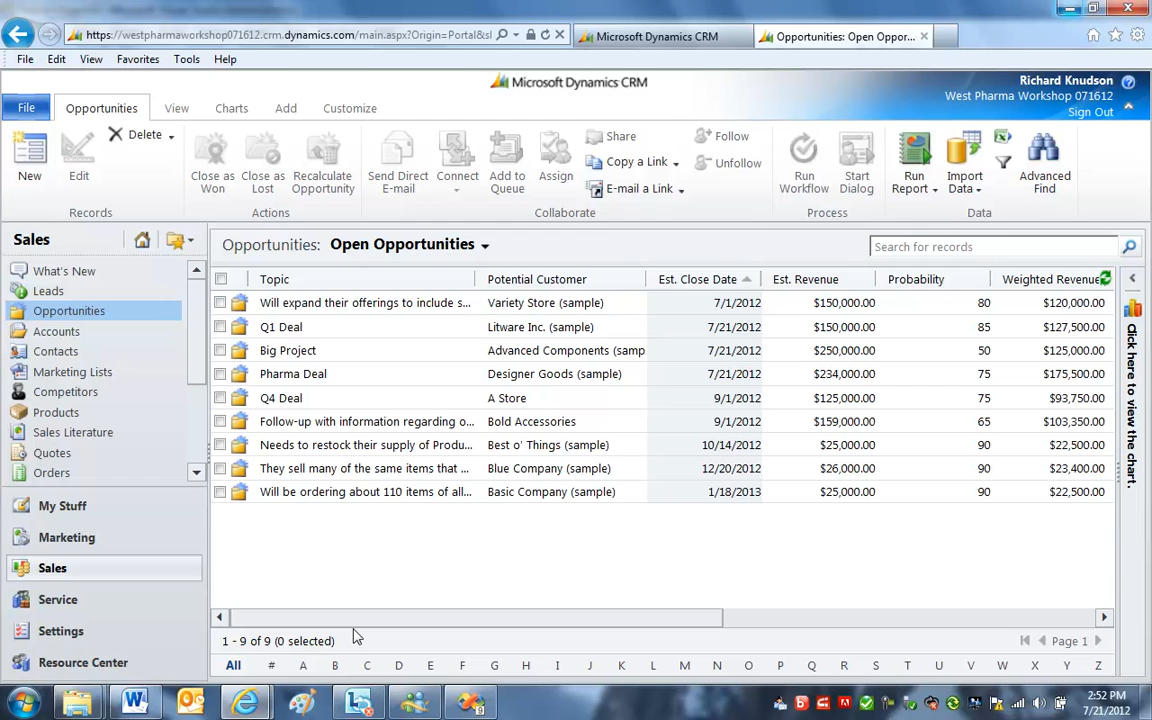 https://westpharmaworkshop071612.crm.dynamics.com/main.aspx?Origin=Portal&sl
Microsoft Dynamics CRM
Opportunities: Open Oppor...
File Edit View Favorites Tools Help
Microsoft Dynamics CRM
Richard Knudson
West Pharma Workshop 071612
Sign Out
File Opportunities View Charts Add Customize
New
Edit
Delete
Records
Close as Won
Close as Lost
Recalculate Opportunity
Actions
Send Direct E-mail
Connect
Add to Queue
Assign
Share
Copy a Link
E-mail a Link
Collaborate
Follow
Unfollow
Run Workflow
Start Dialog
Process
Run Report
Import Data
Advanced Find
Data
Sales
What's New
Leads
Opportunities
Accounts
Contacts
Marketing Lists
Competitors
Products
Sales Literature
Quotes
Orders
My Stuff
Marketing
Sales
Service
Settings
Resource Center
Opportunities: Open Opportunities
Search for records
Topic Potential Customer Est. Close Date Est. Revenue Probability Weighted Revenue
Will expand their offerings to include s... Variety Store (sample) 7/1/2012 $150,000.00 80 $120,000.00
Q1 Deal Litware Inc. (sample) 7/21/2012 $150,000.00 85 $127,500.00
Big Project Advanced Components (samp 7/21/2012 $250,000.00 50 $125,000.00
Pharma Deal Designer Goods (sample) 7/21/2012 $234,000.00 75 $175,500.00
Q4 Deal A Store 9/1/2012 $125,000.00 75 $93,750.00
Follow-up with information regarding o... Bold Accessories 9/1/2012 $159,000.00 65 $103,350.00
Needs to restock their supply of Produ... Best o' Things (sample) 10/14/2012 $25,000.00 90 $22,500.00
They sell many of the same items that ... Blue Company (sample) 12/20/2012 $26,000.00 90 $23,400.00
Will be ordering about 110 items of all... Basic Company (sample) 1/18/2013 $25,000.00 90 $22,500.00
Click here to view the chart.
1 - 9 of 9 (0 selected)
Page 1
All # A B C D E F G H I J K L M N O P Q R S T U V W X Y Z
2:52 PM
7/21/2012